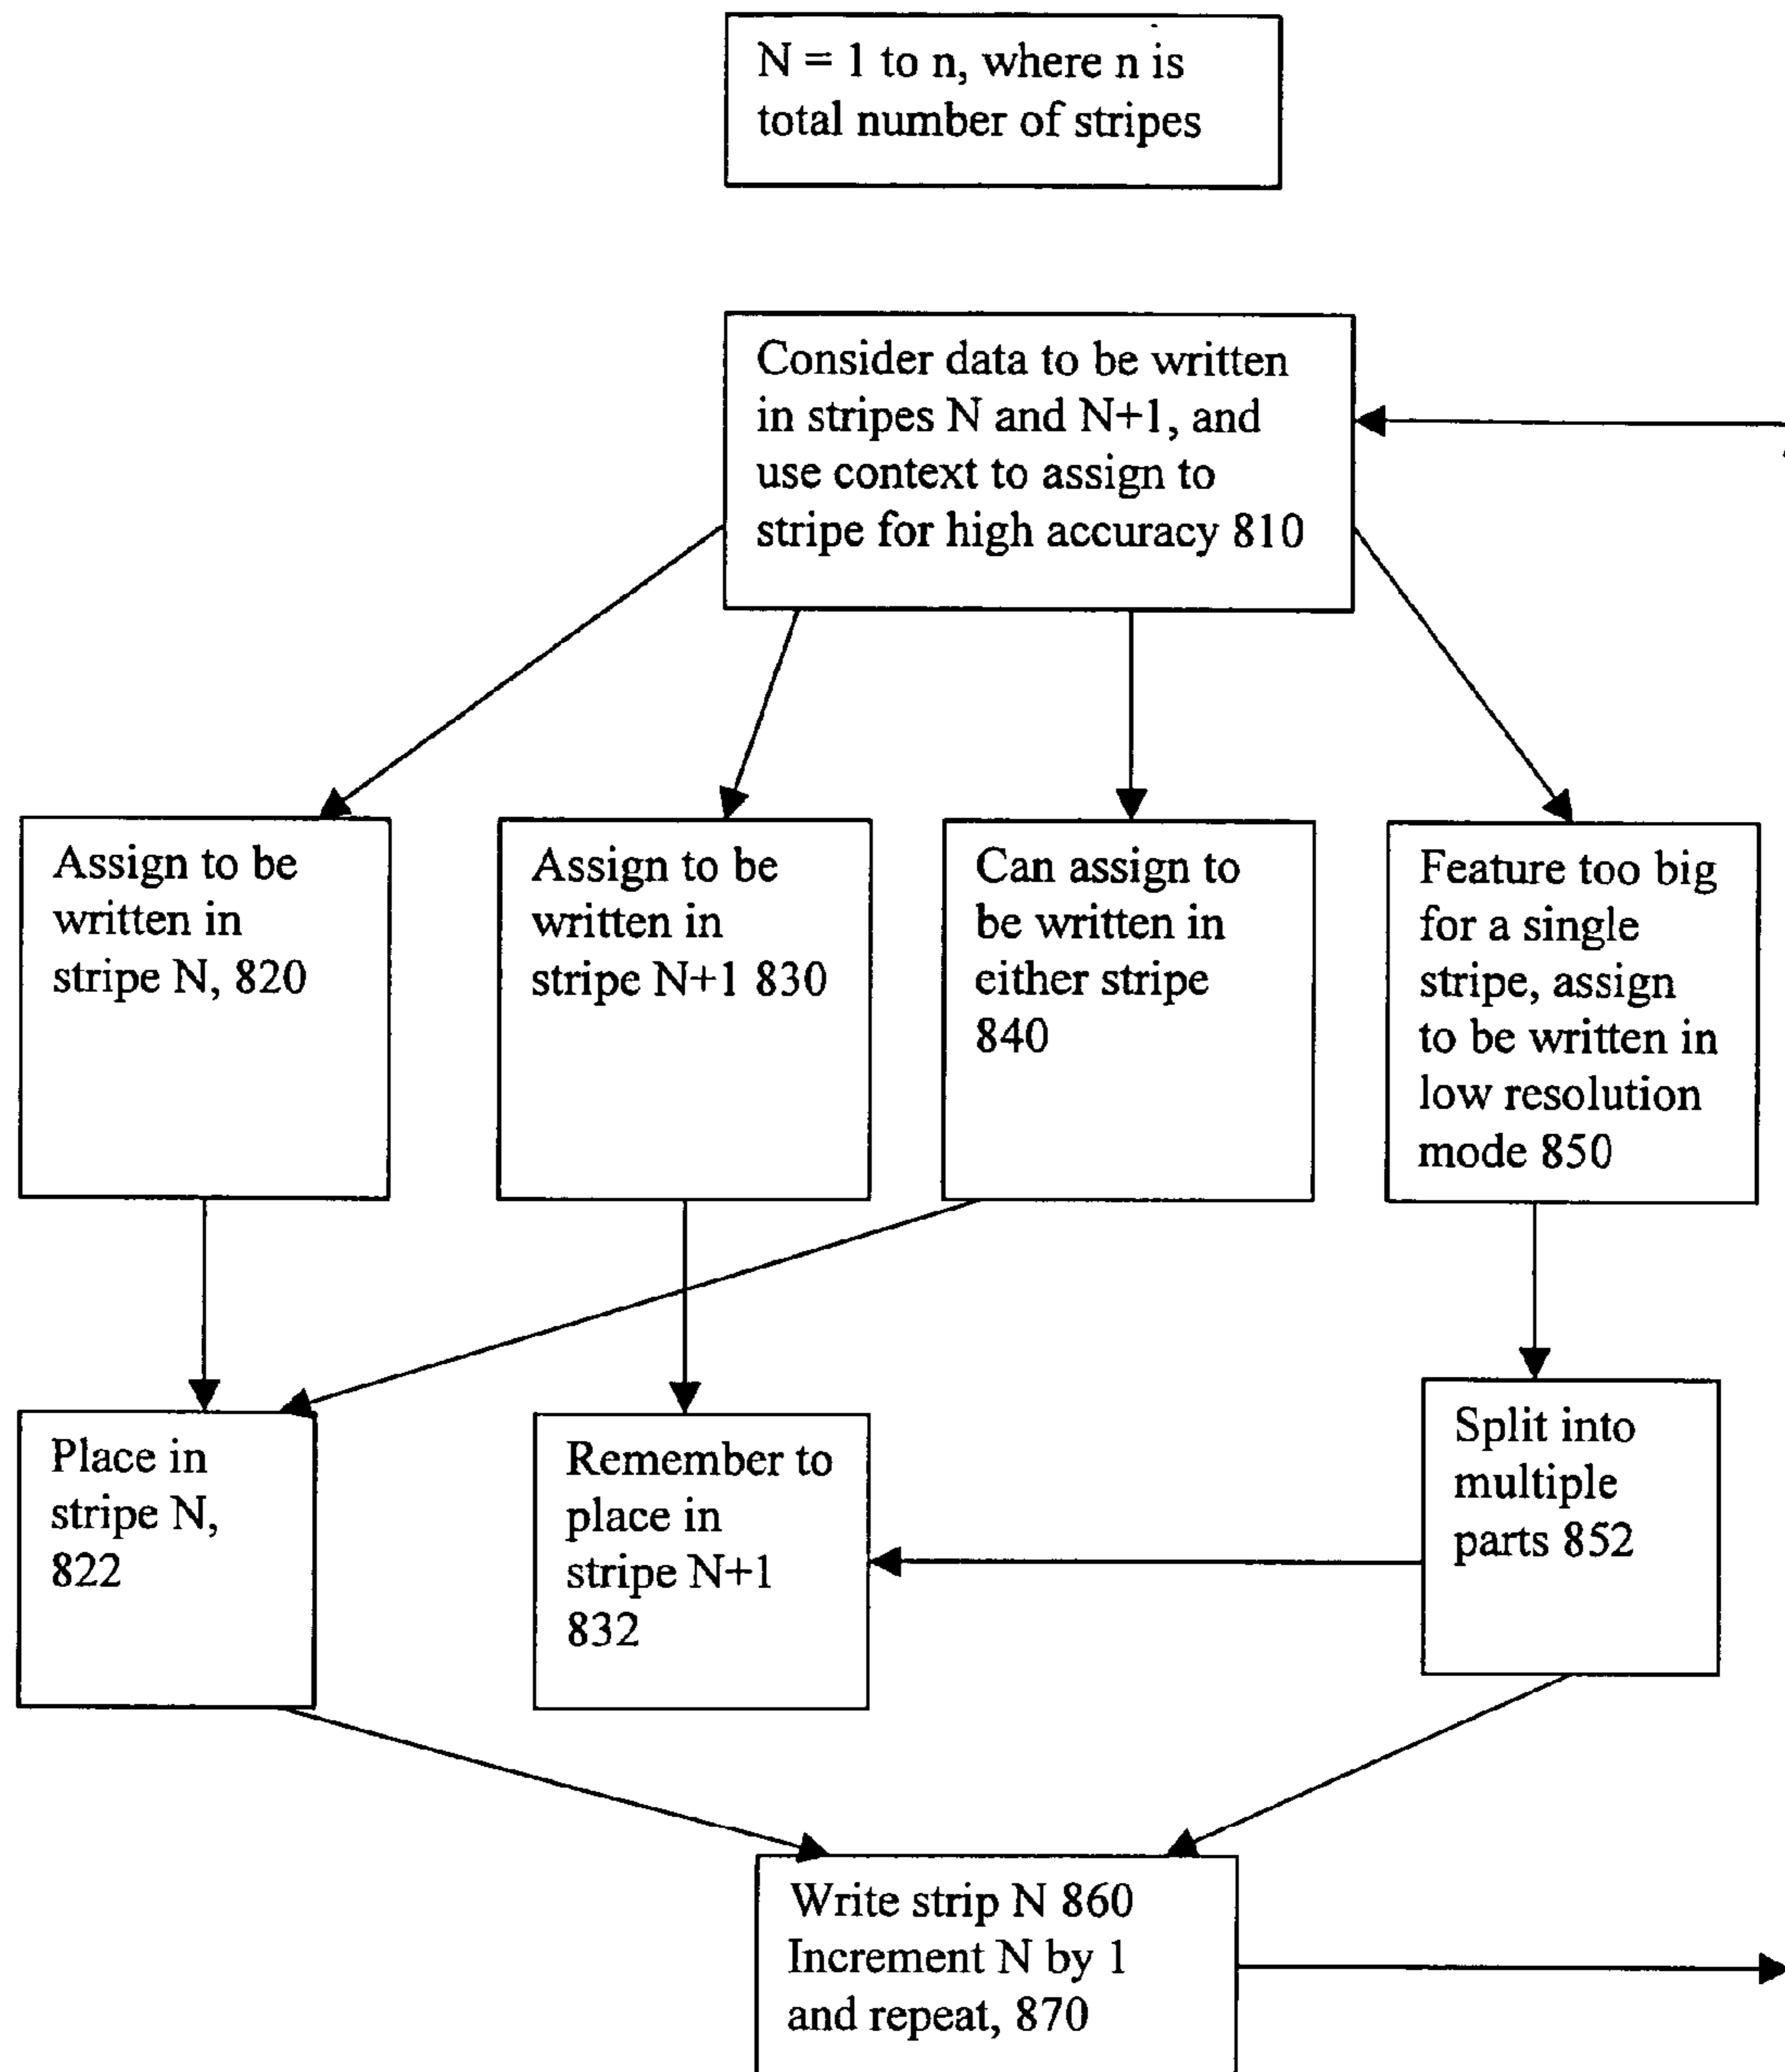 N = 1 to n, where n is
total number of stripes
Consider data to be written
in stripes N and N+1, and
use context to assign to
stripe for high accuracy 810
Assign to be
written in
stripe N, 820
Assign to be
written in
stripe N+1 830
Can assign to
be written in
either stripe
840
Feature too big
for a single
stripe, assign
to be written in
low resolution
mode 850
Place in
stripe N,
822
Remember to
place in
stripe N+1
832
Split into
multiple
parts 852
Write strip N 860
Increment N by 1
and repeat, 870